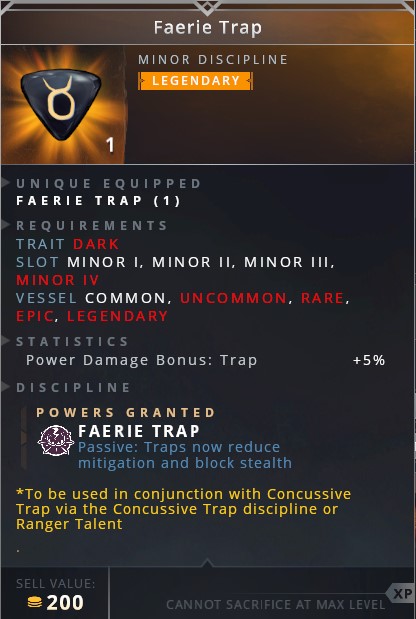 Faerie Trap
MINOR DISCIPLINE
LEGENDARY
1
UNIQUE EQUIPPED
FAERIE TRAP (1)
REQUIREMENTS
TRAIT DARK
SLOT MINOR I, MINOR II, MINOR III,
MINOR IV
VESSEL COMMON, UNCOMMON, RARE,
EPIC, LEGENDARY
STATISTICS
Power Damage Bonus: Trap +5%
DISCIPLINE
POWERS GRANTED
FAERIE TRAP
Passive: Traps now reduce
mitigation and block stealth
*To be used in conjunction with Concussive
Trap via the Concussive Trap discipline or
Ranger Talent
.
SELL VALUE:
200
XP
CANNOT SACRIFICE AT MAX LEVEL